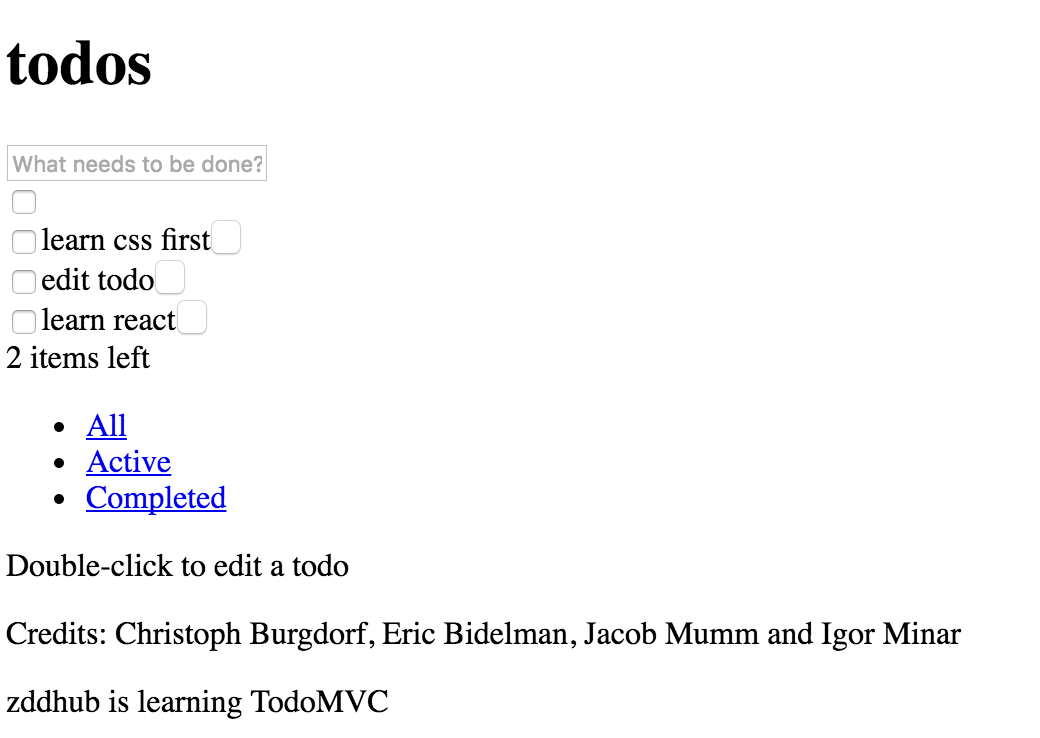 todos
What needs to be done?
learn css first
edit todo
learn react
2 items left
All
Active
Completed
Double-click to edit a todo
Credits: Christoph Burgdorf, Eric Bidelman, Jacob Mumm and Igor Minar
zddhub is learning TodoMVC